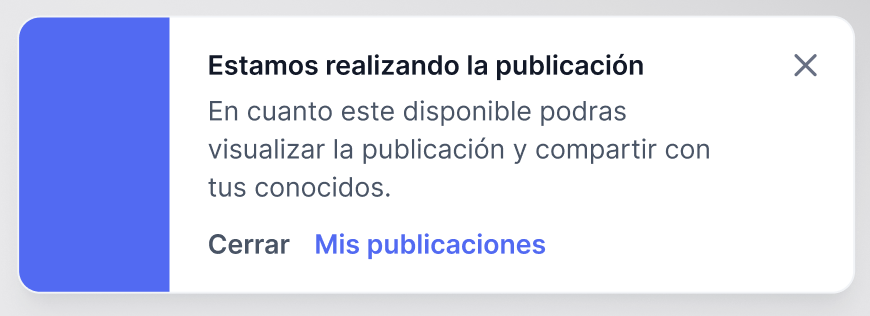 Estamos realizando la publicación
En cuanto este disponible podras
visualizar la publicación y compartir con
tus conocidos.
Cerrar Mis publicaciones